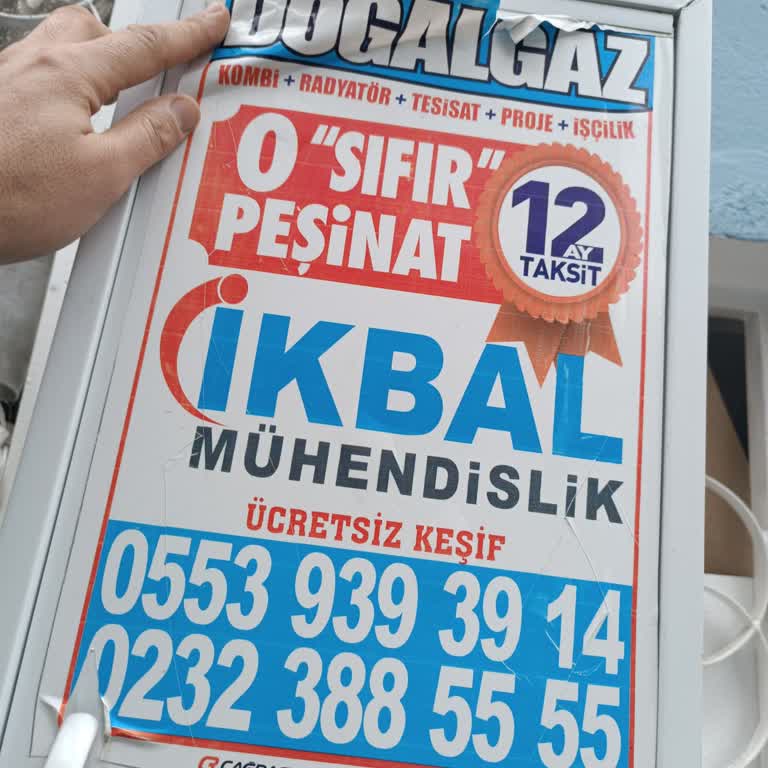 DOĞALGAZ
KOMBİ + RADYATÖR + TESİSAT + PROJE + İŞÇİLİK
0 "SIFIR"
PEŞİNAT
12
AY
TAKSİT
İKBAL
MÜHENDİSLİK
ÜCRETSİZ KEŞİF
0553 939 39 14
0232 388 55 55